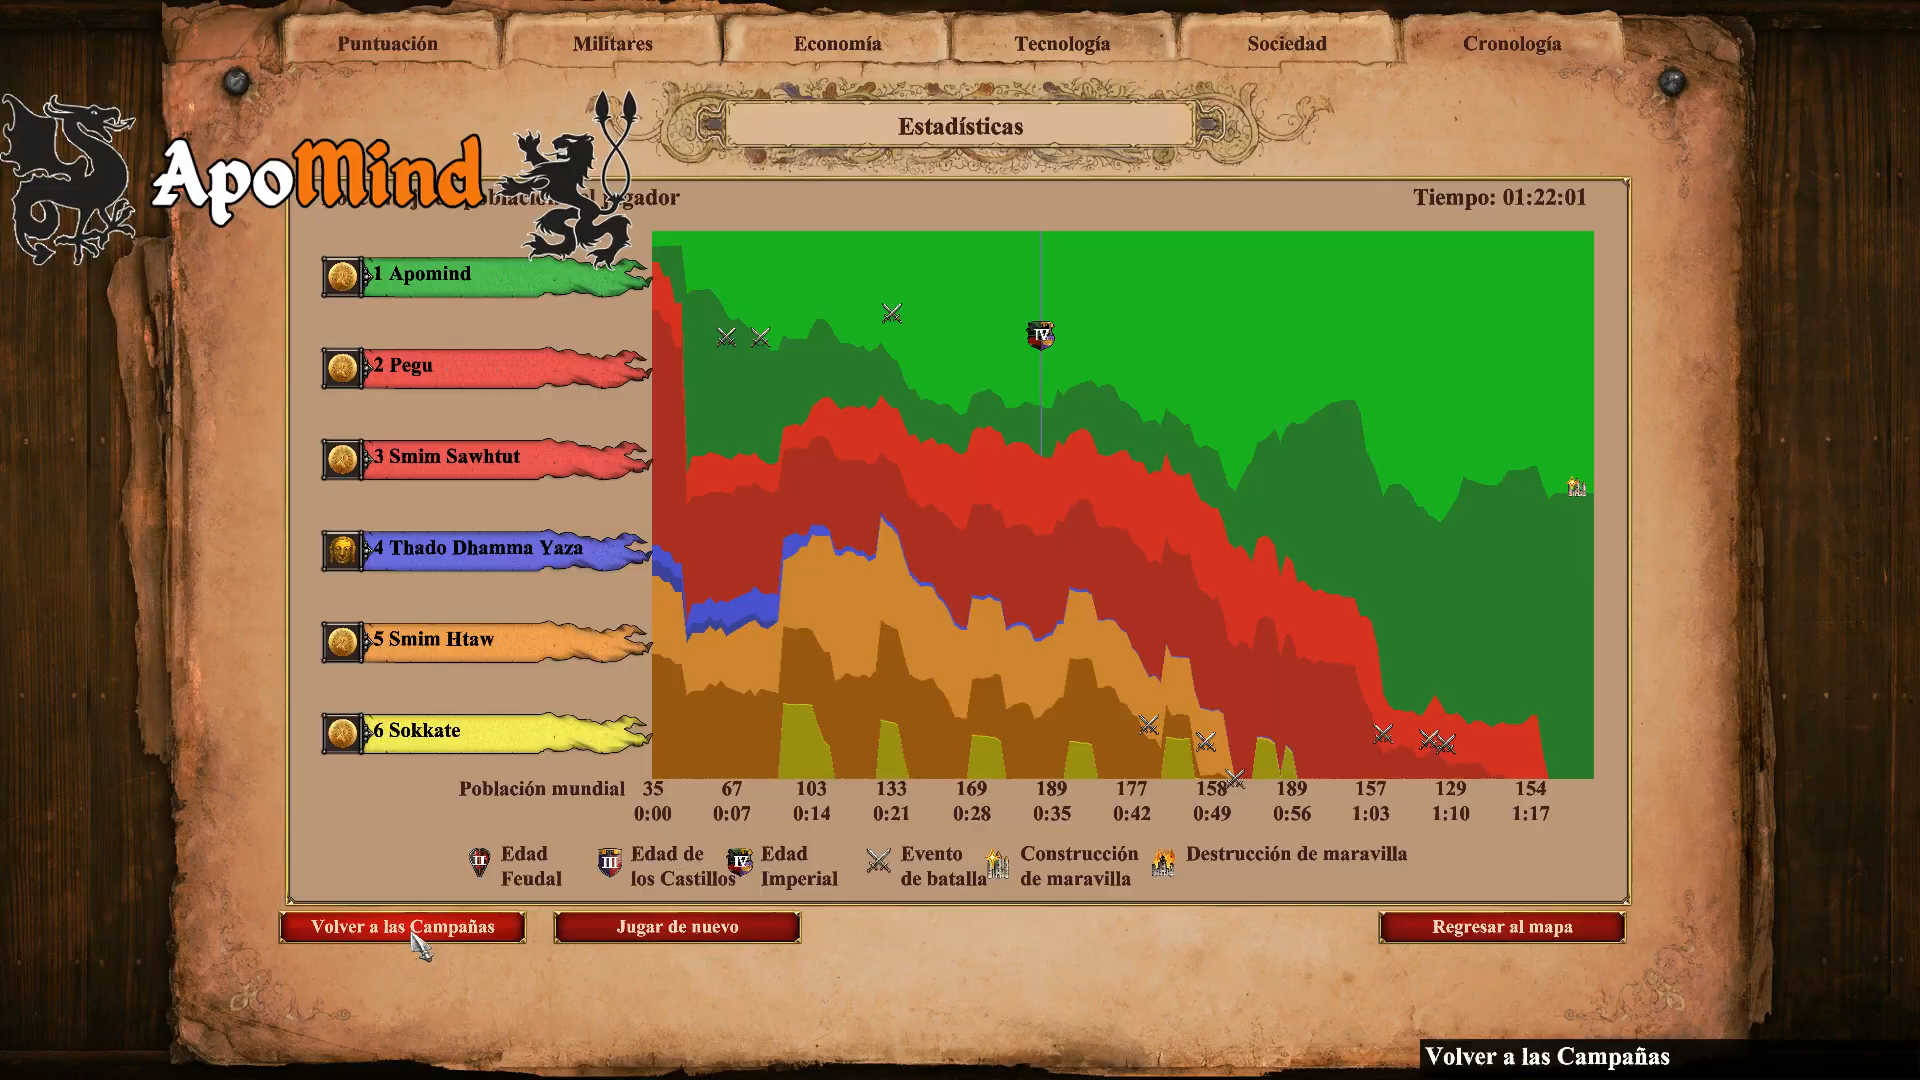 Puntuación
Militares
Economía
Tecnología
Sociedad
Cronología
Estadísticas
ApoMind
Tiempo: 01:22:01
1 Apomind
2 Pegu
3 Smim Sawhtut
4 Thado Dhamma Yaza
5 Smim Htaw
6 Sokkate
Población mundial 35 67 103 133 169 189 177 158 189 157 129 154
0:00 0:07 0:14 0:21 0:28 0:35 0:42 0:49 0:56 1:03 1:10 1:17
II Edad Feudal
III Edad de los Castillos
IV Edad Imperial
Evento de batalla
Construcción de maravilla
Destrucción de maravilla
Volver a las Campañas
Jugar de nuevo
Regresar al mapa
Volver a las Campañas